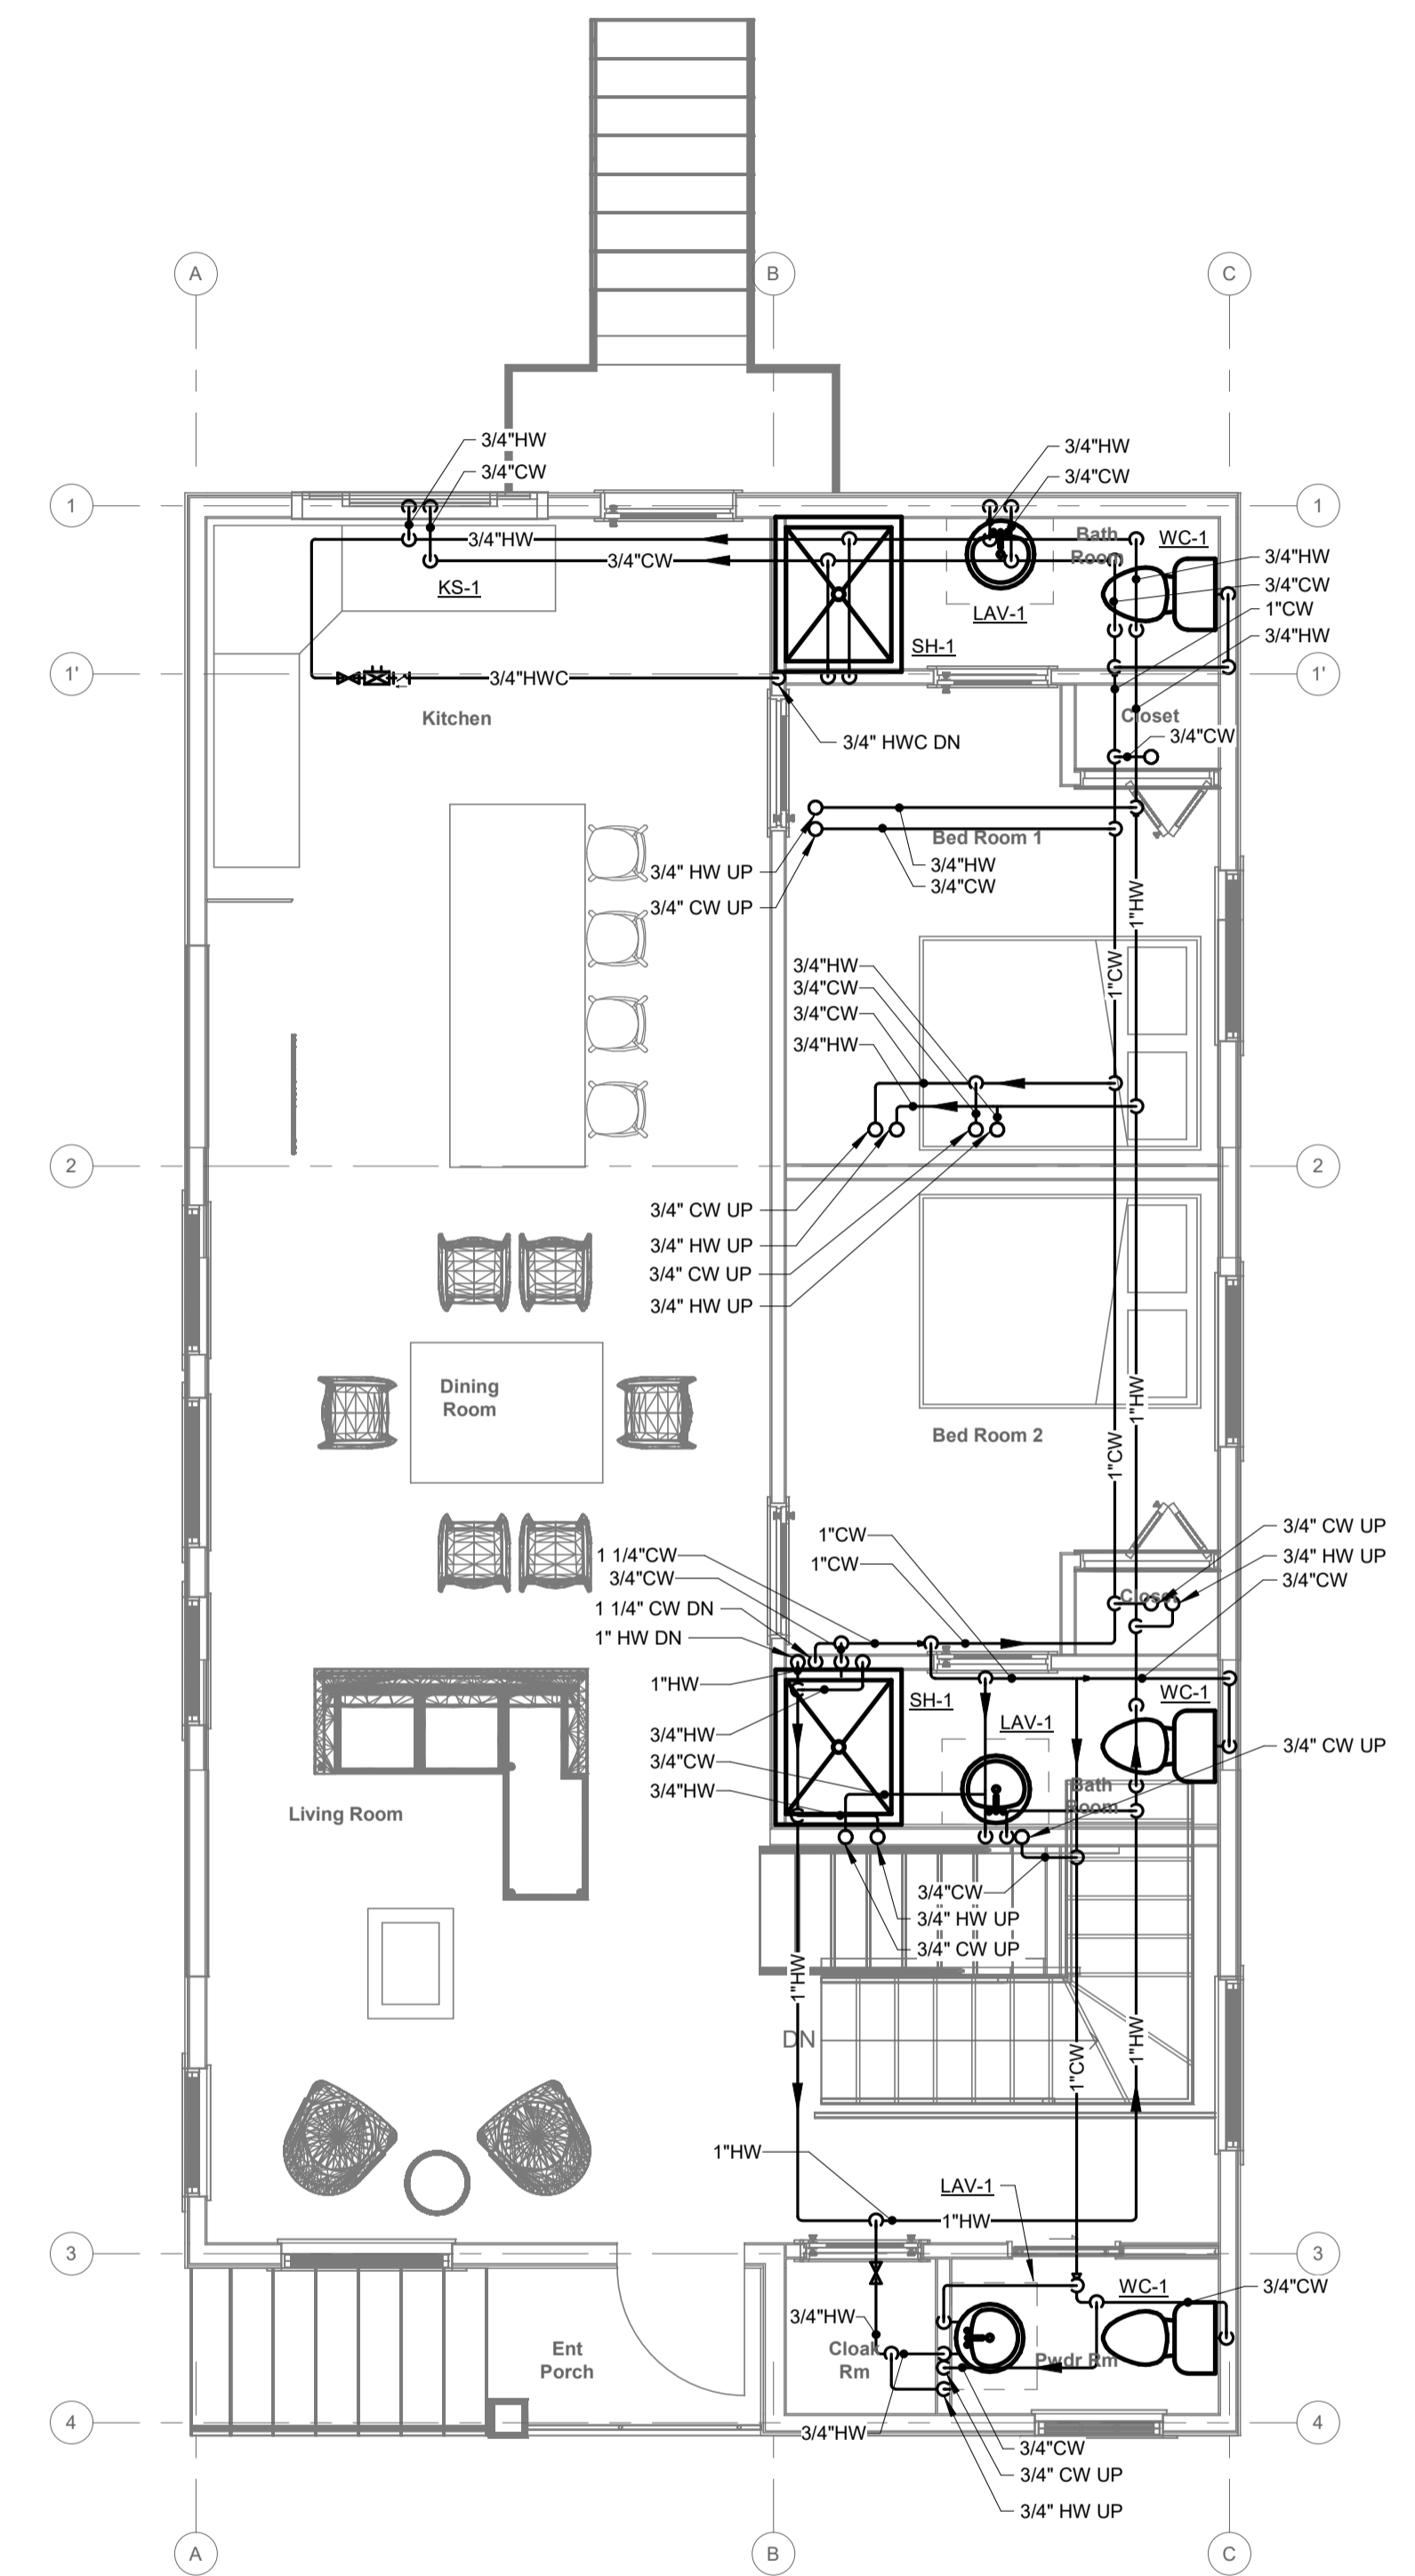 A
B
C
3/4"HW
3/4"CW
3/4"HW
3/4"CW
1
1
3/4"HW
3/4"CW
KS-1
Bath
Room
WC-1
LAV-1
SH-1
3/4"HW
3/4"CW
1"CW
3/4"HW
1'
1'
3/4"HWC
Kitchen
Closet
3/4" HWC DN
3/4"CW
Bed Room 1
3/4" HW UP
3/4" CW UP
3/4"HW
3/4"CW
1"HW
1"CW
3/4"HW
3/4"CW
3/4"CW
3/4"HW
2
2
3/4" CW UP
3/4" HW UP
3/4" CW UP
3/4" HW UP
Dining
Room
Bed Room 2
1"HW
1"CW
1"CW
1"CW
1 1/4"CW
3/4"CW
1 1/4" CW DN
1" HW DN
3/4" CW UP
3/4" HW UP
3/4"CW
Closet
1"HW
SH-1
LAV-1
WC-1
3/4"HW
3/4"CW
3/4"HW
3/4" CW UP
Bath
Room
Living Room
3/4"CW
3/4" HW UP
3/4" CW UP
1"HW
DN
1"CW
1"HW
1"HW
LAV-1
1"HW
3
3
WC-1
3/4"CW
3/4"HW
Cloak
Rm
Pwdr Rm
Ent
Porch
4
4
3/4"HW
3/4"CW
3/4" CW UP
3/4" HW UP
A
B
C